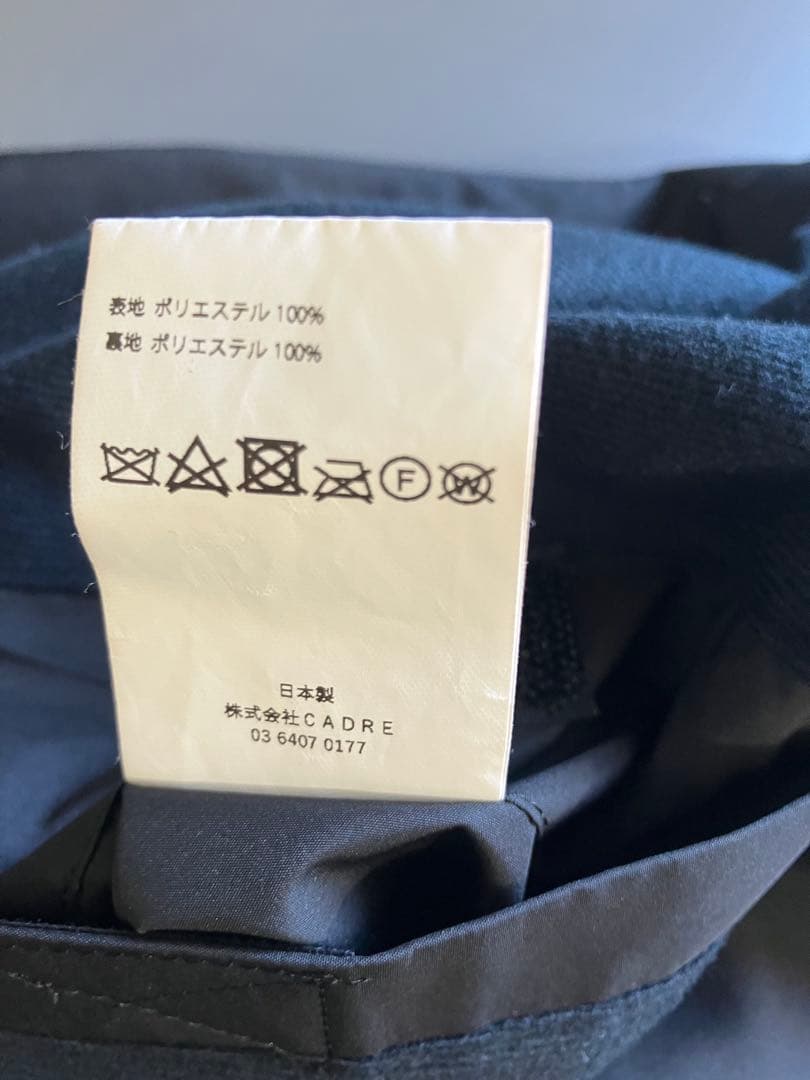 表地 ポリエステル 100%
裏地 ポリエステル 100%
F W
日本製
株式会社CADRE
03 6407 0177